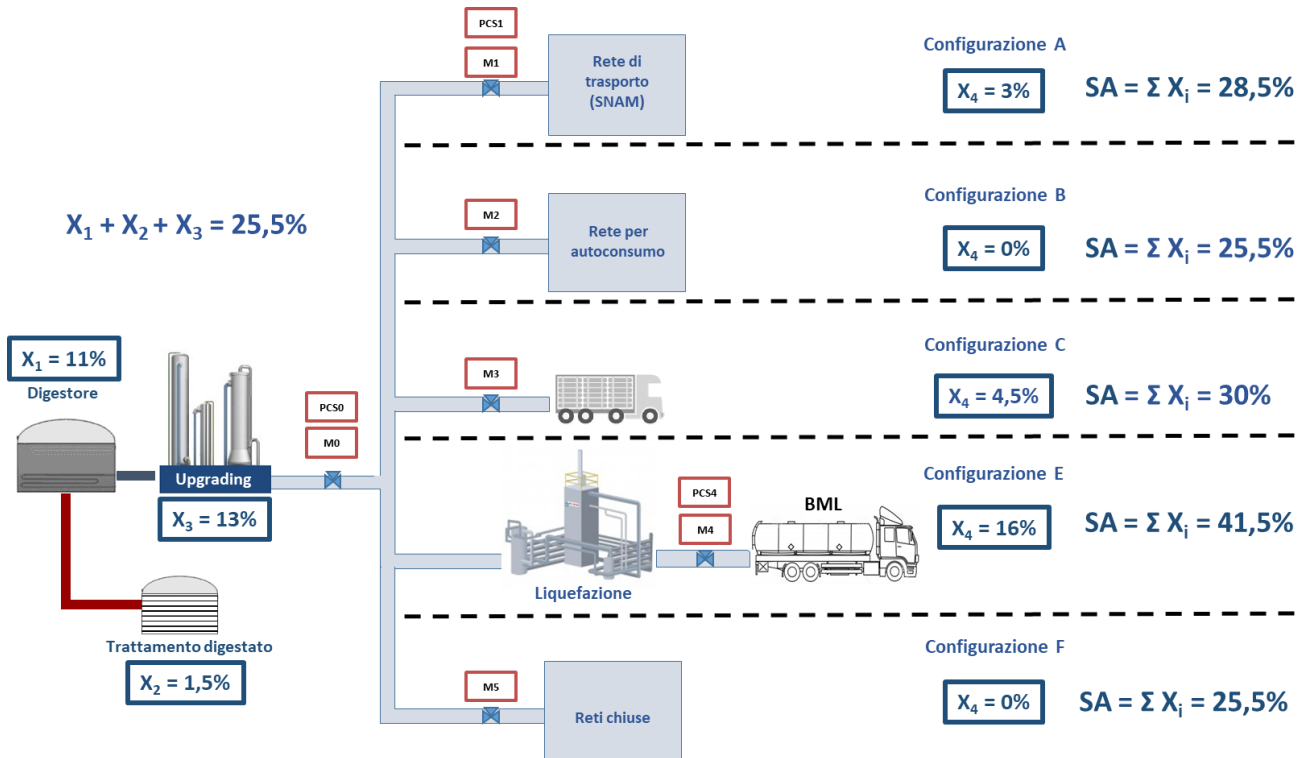 PCS1
M1
Rete di
trasporto
(SNAM)
Configurazione A
X₄ = 3%
SA = Σ Xᵢ = 28,5%
X₁ + X₂ + X₃ = 25,5%
M2
Rete per
autoconsumo
Configurazione B
X₄ = 0%
SA = Σ Xᵢ = 25,5%
X₁ = 11%
Digestore
PCS0
M0
Upgrading
X₃ = 13%
Trattamento digestato
X₂ = 1,5%
M3
Configurazione C
X₄ = 4,5%
SA = Σ Xᵢ = 30%
Liquefazione
PCS4
M4
BML
Configurazione E
X₄ = 16%
SA = Σ Xᵢ = 41,5%
M5
Reti chiuse
Configurazione F
X₄ = 0%
SA = Σ Xᵢ = 25,5%